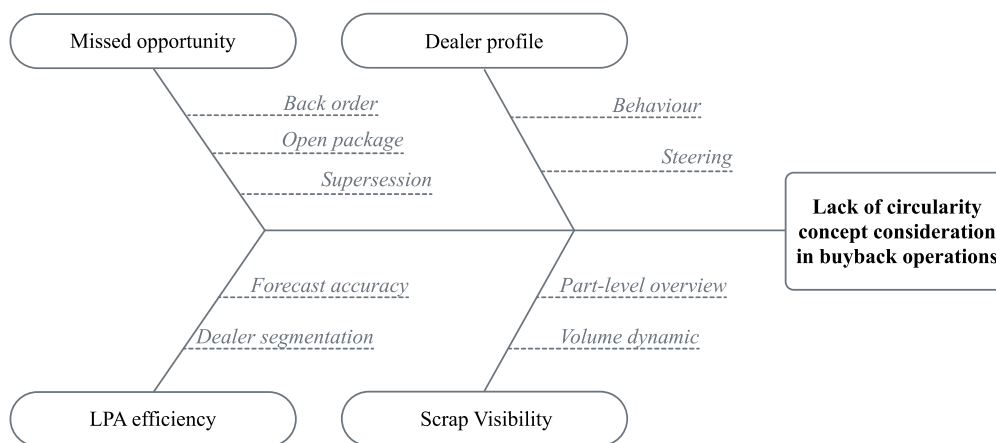 Missed opportunity
Dealer profile
Back order
Open package
Supersession
Behaviour
Steering
Lack of circularity
concept consideration
in buyback operations
Forecast accuracy
Dealer segmentation
Part-level overview
Volume dynamic
LPA efficiency
Scrap Visibility